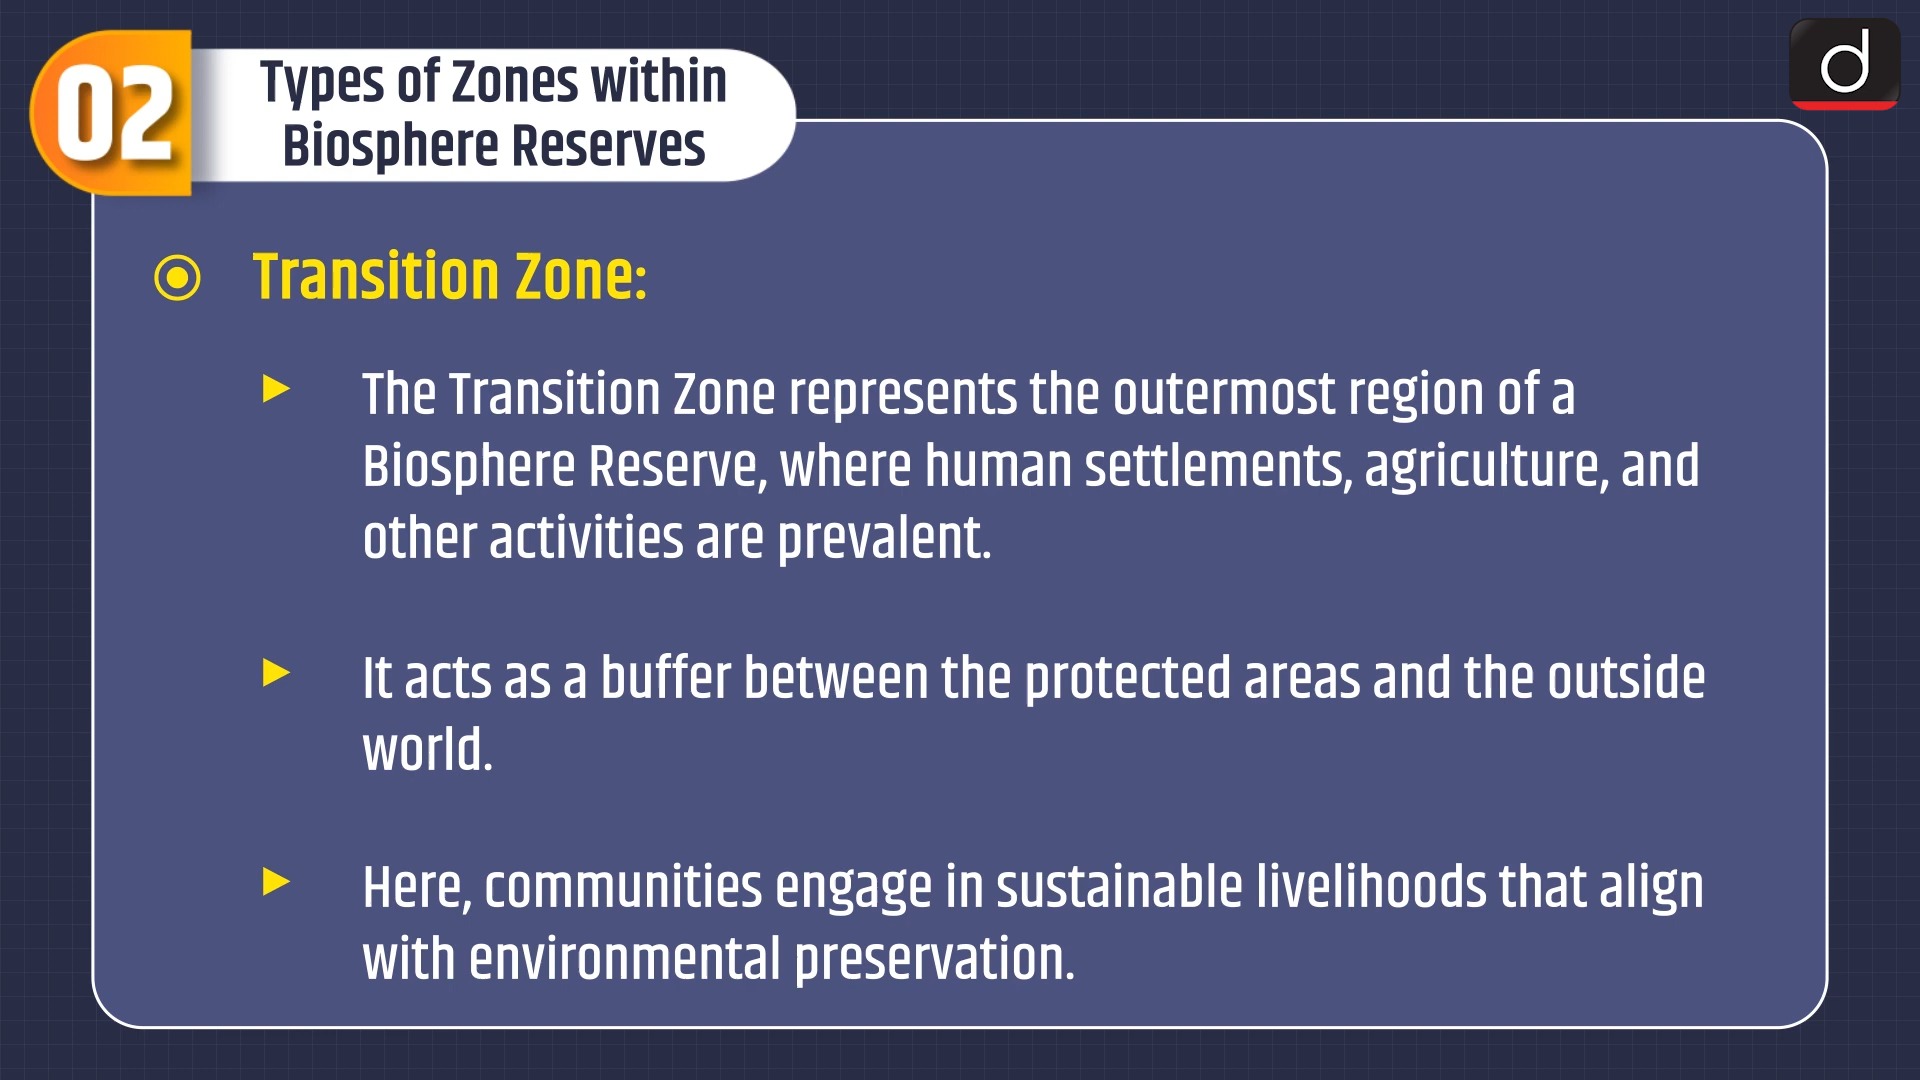 02
Types of Zones within
Biosphere Reserves
d
Transition Zone:
The Transition Zone represents the outermost region of a
Biosphere Reserve, where human settlements, agriculture, and
other activities are prevalent.
It acts as a buffer between the protected areas and the outside
world.
Here, communities engage in sustainable livelihoods that align
with environmental preservation.